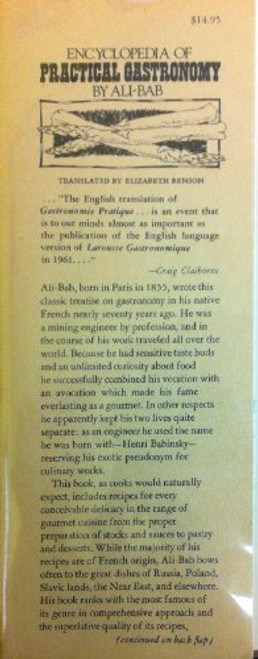 $14.95
ENCYCLOPEDIA OF
PRACTICAL GASTRONOMY
BY ALI-BAB
TRANSLATED BY ELIZABETH BENSON
. . . "The English translation of
Gastronomie Pratique . . . is an event that
is to our minds almost as important as
the publication of the English language
version of Larousse Gastronomique
in 1961. . . ."
—Craig Claiborne
Ali-Bab, born in Paris in 1855, wrote this
classic treatise on gastronomy in his native
French nearly seventy years ago. He was
a mining engineer by profession, and in
the course of his work traveled all over the
world. Because he had sensitive taste buds
and an unlimited curiosity about food
he successfully combined his vocation with
an avocation which made his fame
everlasting as a gourmet. In other respects
he apparently kept his two lives quite
separate: as an engineer he used the name
he was born with—Henri Babinsky—
reserving his exotic pseudonym for
culinary works.
This book, as cooks would naturally
expect, includes recipes for every
conceivable delicacy in the range of
gourmet cuisine from the proper
preparation of stocks and sauces to pastry
and desserts. While the majority of his
recipes are of French origin, Ali-Bab bows
often to the great dishes of Russia, Poland,
Slavic lands, the Near East, and elsewhere.
His book ranks with the most famous of
its genre in comprehensive approach and
the superlative quality of its recipes,
(continued on back flap)